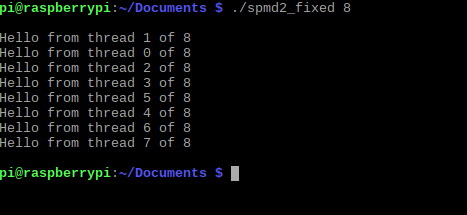 pi@raspberrypi:~/Documents $ ./spmd2_fixed 8
Hello from thread 1 of 8
Hello from thread 0 of 8
Hello from thread 2 of 8
Hello from thread 3 of 8
Hello from thread 5 of 8
Hello from thread 4 of 8
Hello from thread 6 of 8
Hello from thread 7 of 8
pi@raspberrypi:~/Documents $